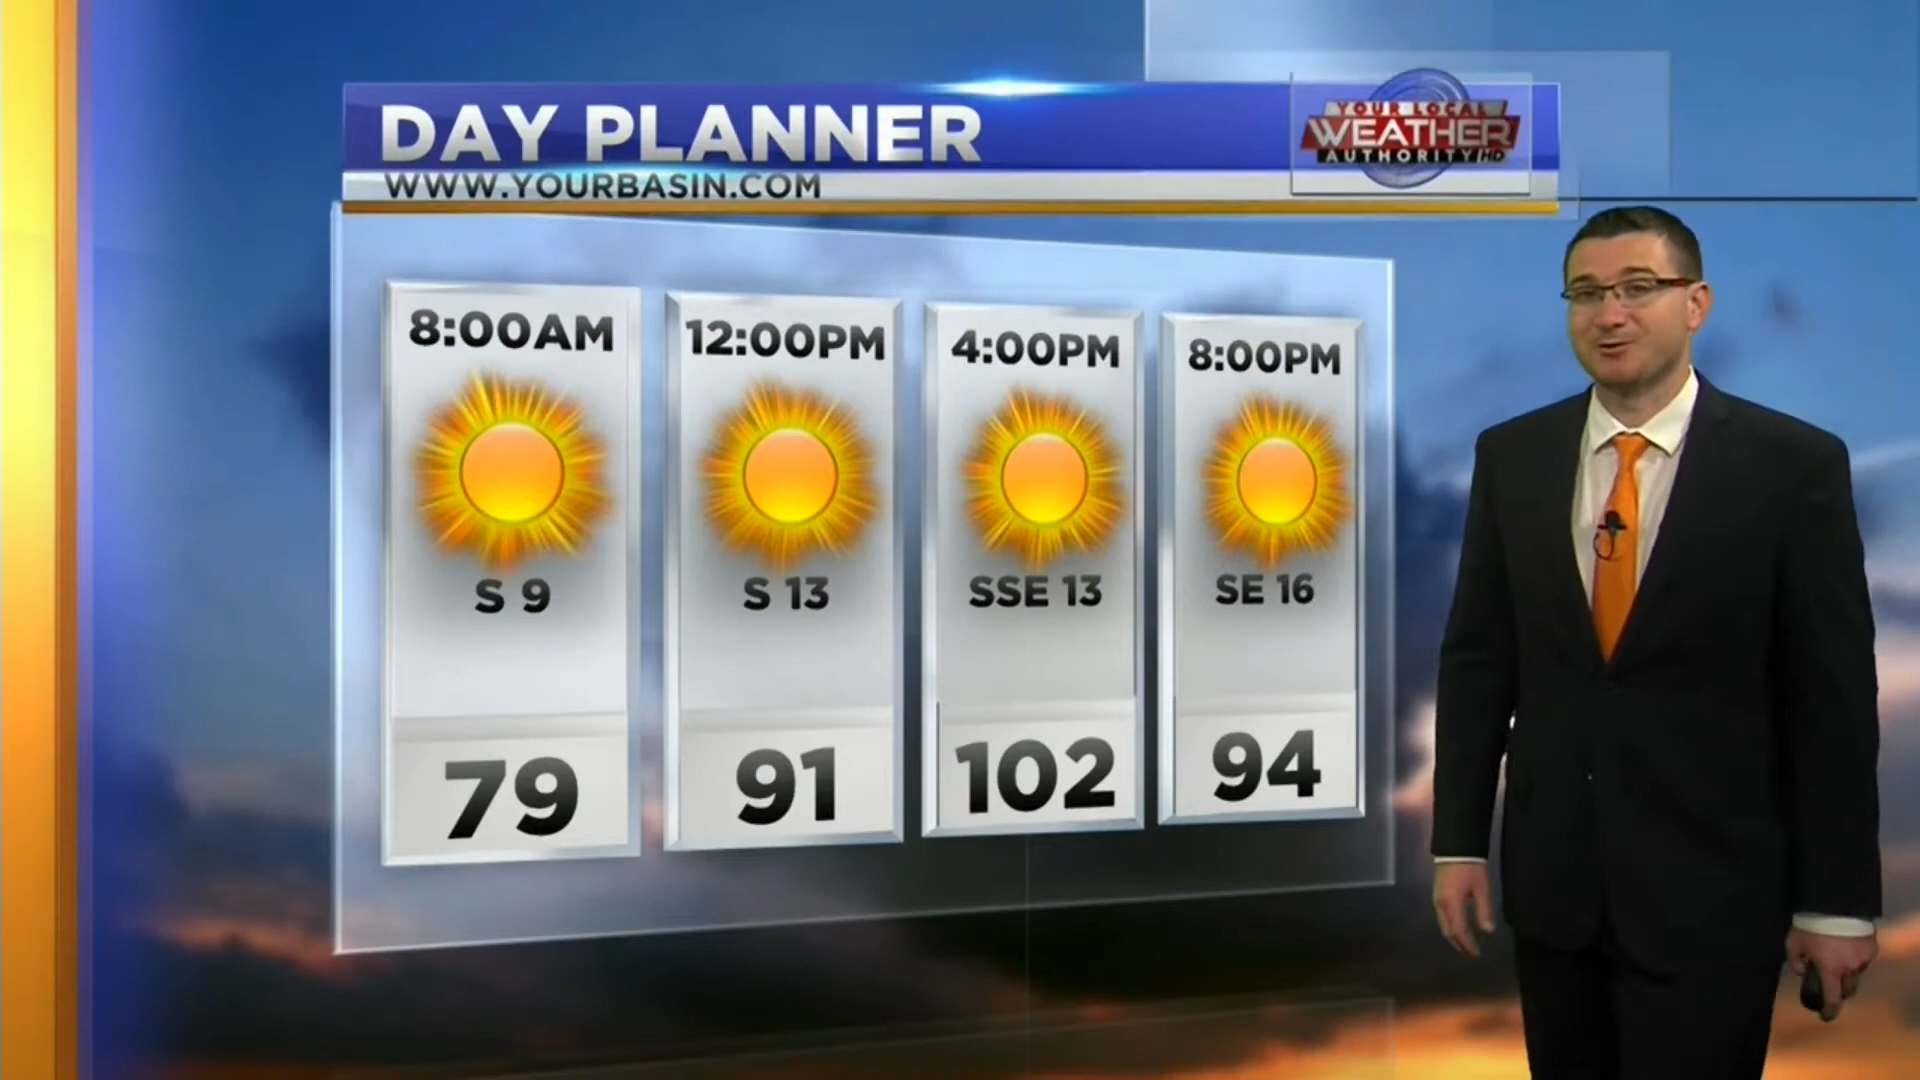 DAY PLANNER
WWW.YOURBASIN.COM
YOUR LOCAL
WEATHER
AUTHORITY HD
8:00AM
S 9
79
12:00PM
S 13
91
4:00PM
SSE 13
102
8:00PM
SE 16
94